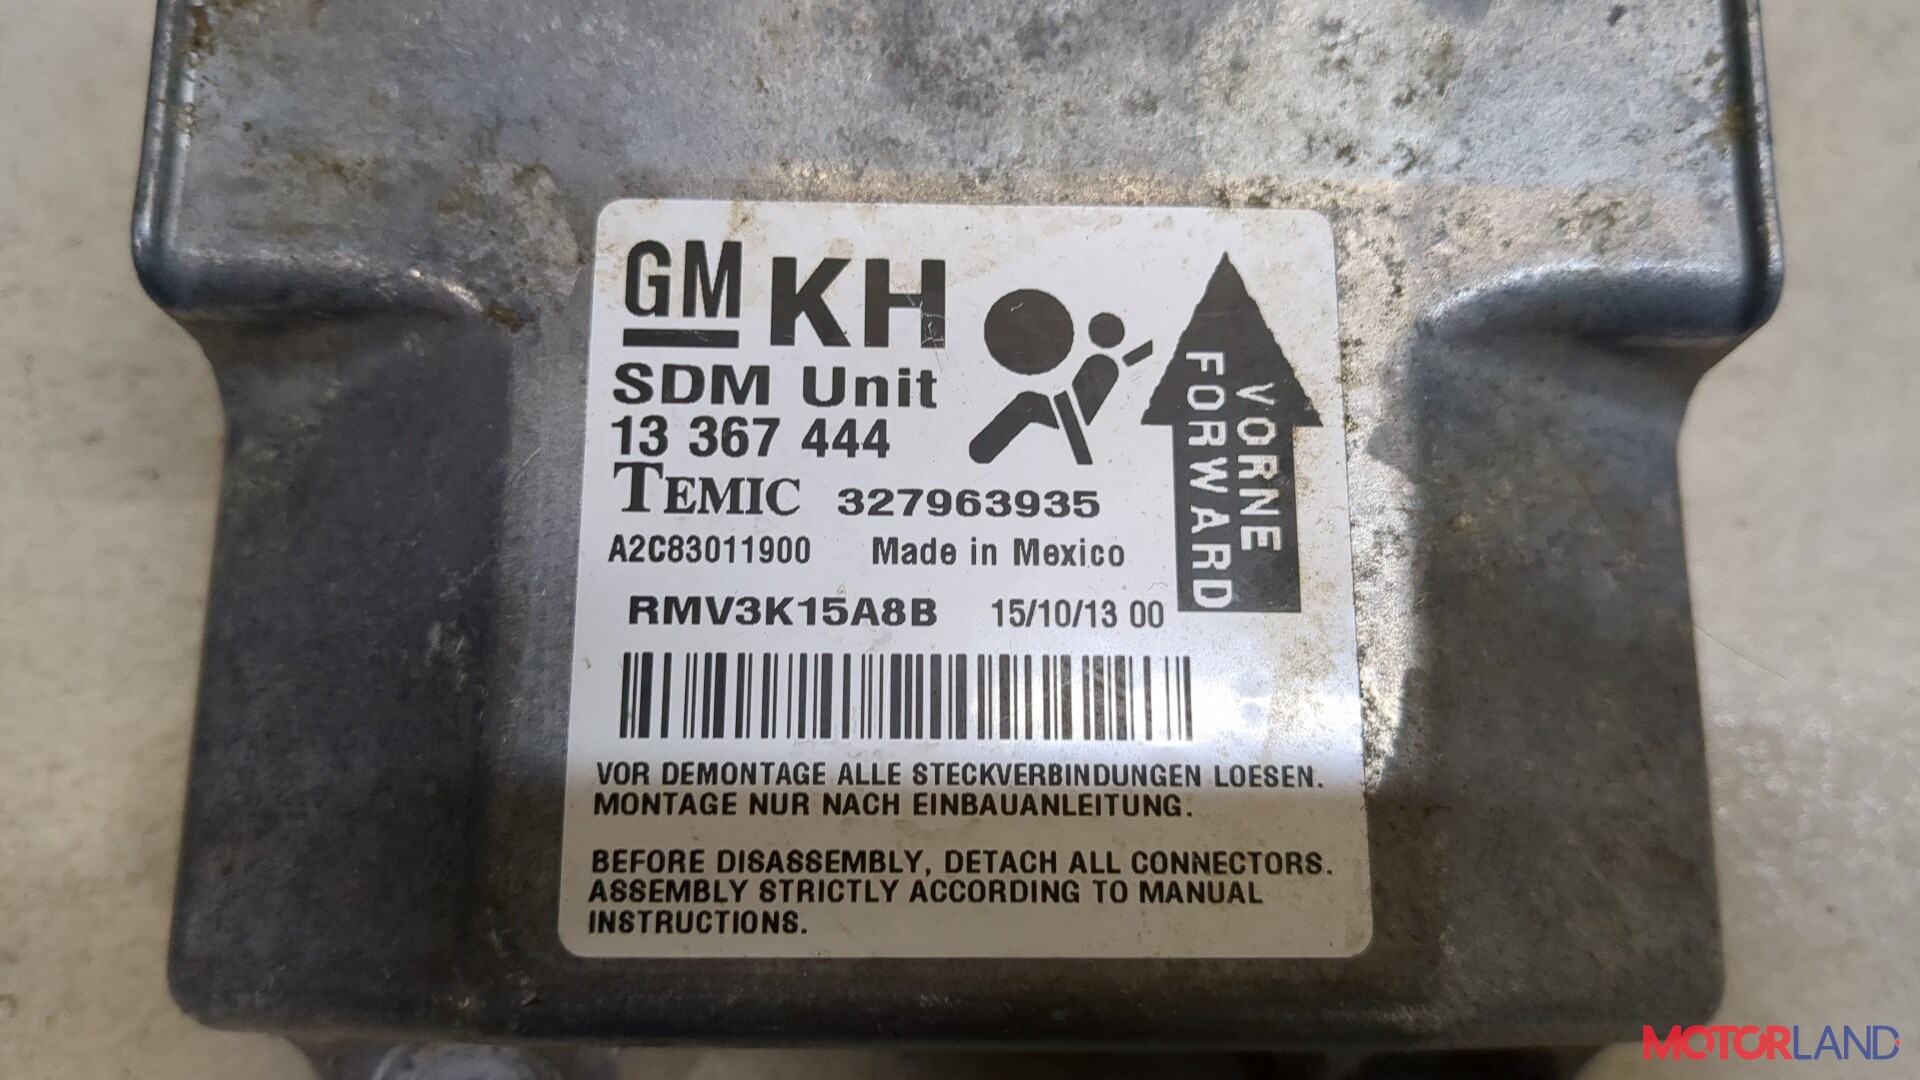 GM KH
SDM Unit
13 367 444
TEMIC 327963935
A2C83011900 Made in Mexico
RMV3K15A8B 15/10/13 00
VORNE
FORWARD
VOR DEMONTAGE ALLE STECKVERBINDUNGEN LOESEN.
MONTAGE NUR NACH EINBAUANLEITUNG.
BEFORE DISASSEMBLY, DETACH ALL CONNECTORS.
ASSEMBLY STRICTLY ACCORDING TO MANUAL
INSTRUCTIONS.
MOTORLAND